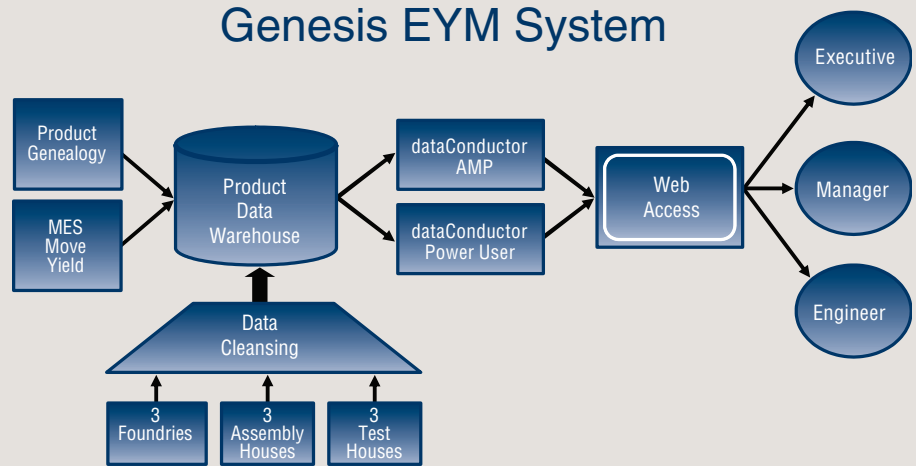 Genesis EYM System
Product
Genealogy
MES
Move
Yield
Product
Data
Warehouse
dataConductor
AMP
dataConductor
Power User
Web
Access
Executive
Manager
Engineer
Data
Cleansing
3
Foundries
3
Assembly
Houses
3
Test
Houses